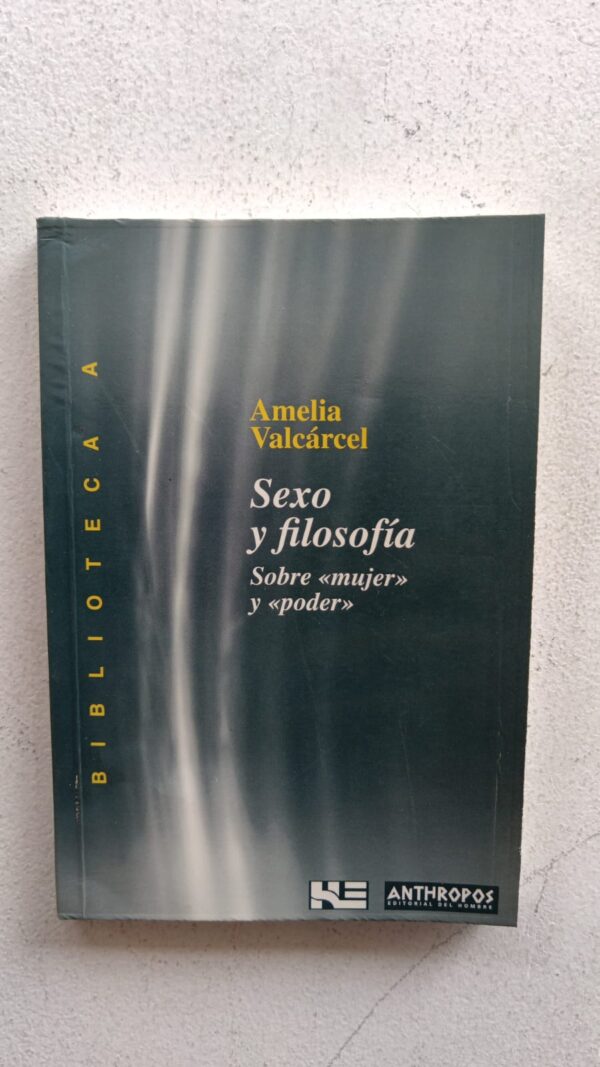 BIBLIOTECA A
Amelia
Valcárcel
Sexo
y filosofía
Sobre «mujer»
y «poder»
ANTHROPOS
EDITORIAL DEL HOMBRE